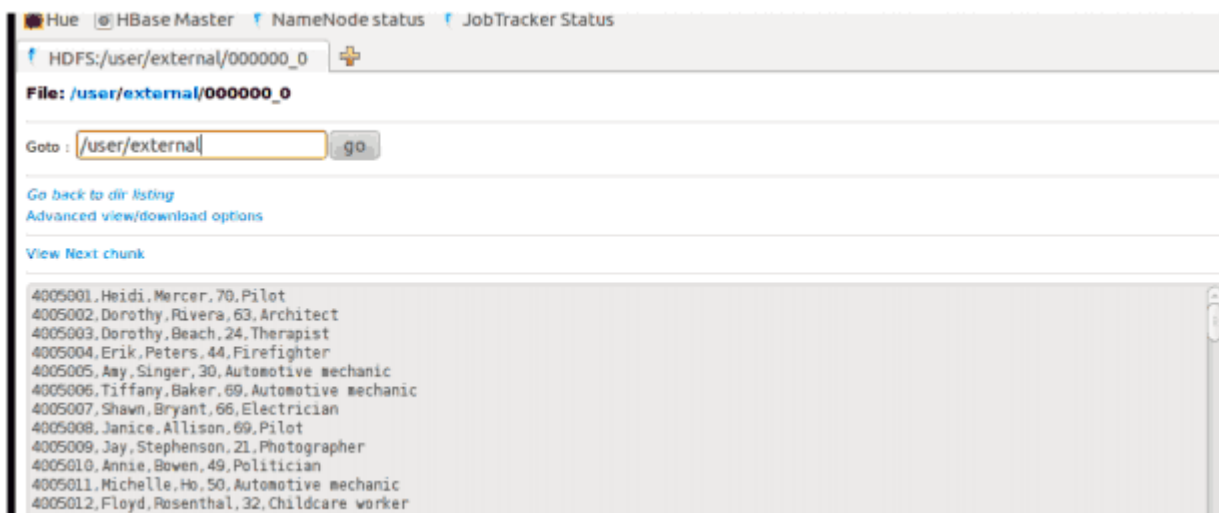 Hue HBase Master NameNode status JobTracker Status
HDFS:/user/external/000000_0
File: /user/external/000000_0
Goto : /user/external go
Go back to dir listing
Advanced view/download options
View Next chunk
4005001,Heidi,Mercer,70,Pilot
4005002,Dorothy,Rivera,63,Architect
4005003,Dorothy,Beach,24,Therapist
4005004,Erik,Peters,44,Firefighter
4005005,Amy,Singer,30,Automotive mechanic
4005006,Tiffany,Baker,69,Automotive mechanic
4005007,Shawn,Bryant,66,Electrician
4005008,Janice,Allison,69,Pilot
4005009,Jay,Stephenson,21,Photographer
4005010,Annie,Bowen,49,Politician
4005011,Michelle,Ho,50,Automotive mechanic
4005012,Floyd,Rosenthal,32,Childcare worker